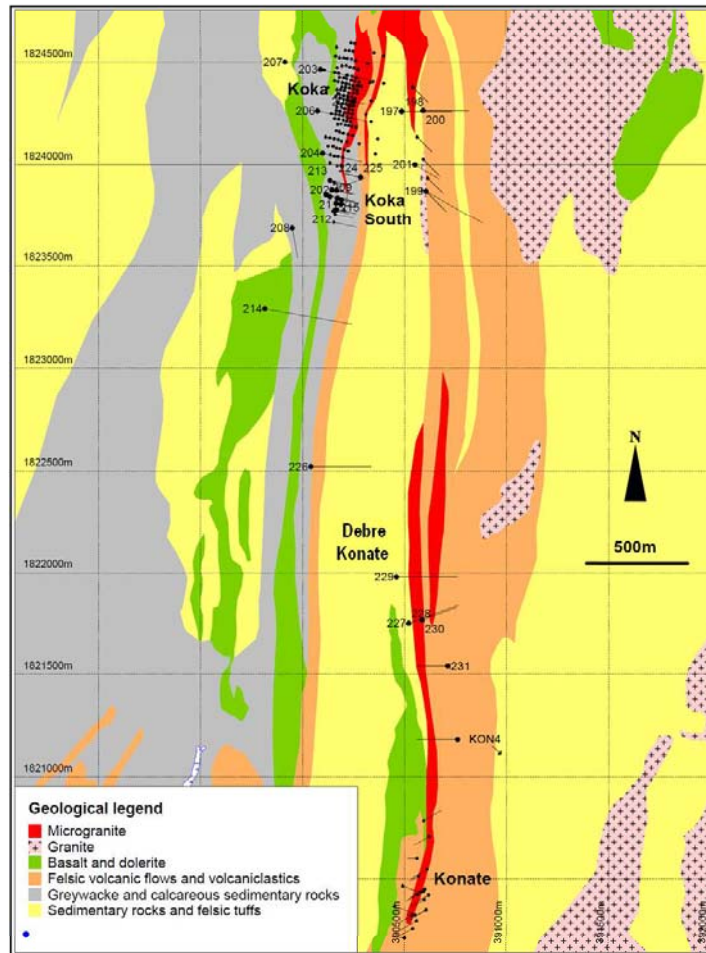 1824500m
207
203
Koka
206
197
198
200
1824000m
204
213
24
225
201
202
Koka
South
199
212
208
1823500m
214
1823000m
1822500m
226
N
500m
Debre
Konate
1822000m
229
228
227
230
1821500m
231
KON4
1821000m
Geological legend
Microgranite
Granite
Basalt and dolerite
Felsic volcanic flows and volcaniclastics
Greywacke and calcareous sedimentary rocks
Sedimentary rocks and felsic tuffs
Konate
390500m
391000m
391500m